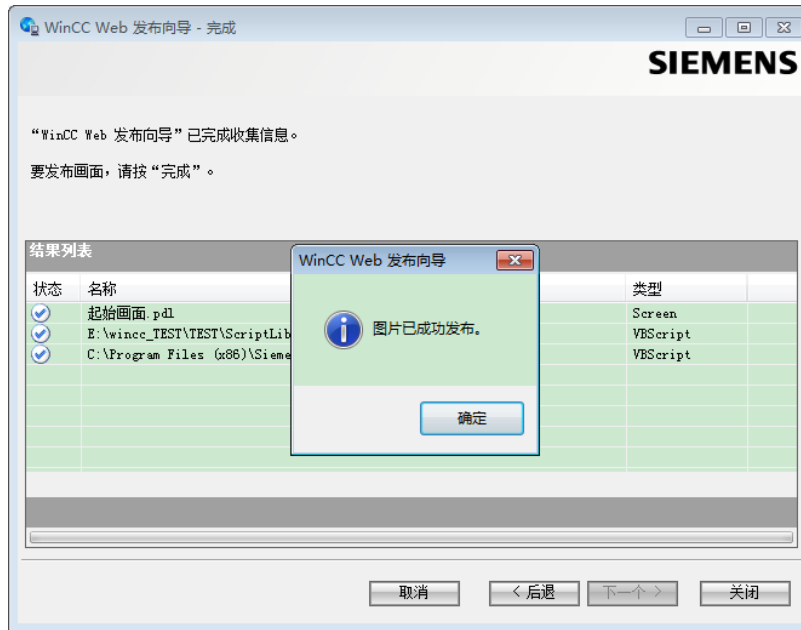 WinCC Web 发布向导 - 完成
SIEMENS
“WinCC Web 发布向导”已完成收集信息。
要发布画面,请按“完成”。
结果列表
WinCC Web 发布向导
状态 名称 类型
起始画面.pdl Screen
E:\wincc_TEST\TEST\ScriptLib VBScript
C:\Program Files (x86)\Sieme VBScript
图片已成功发布。
确定
取消 < 后退 下一个 > 关闭